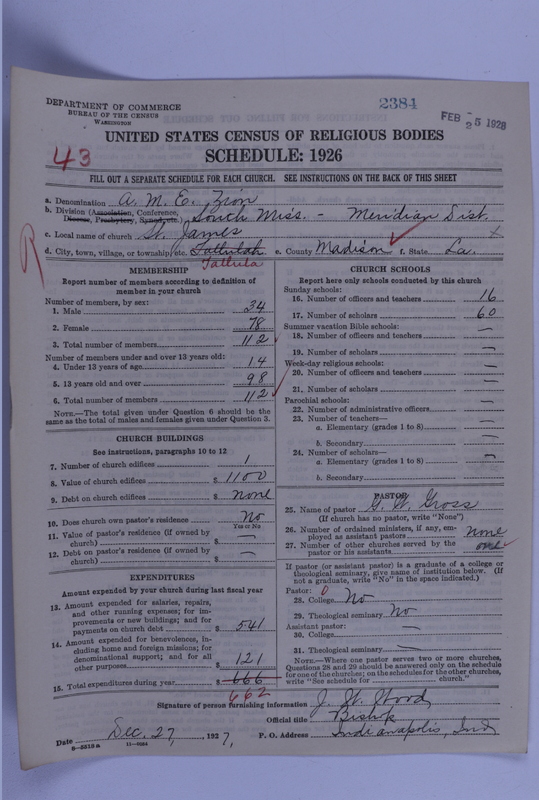 DEPARTMENT OF COMMERCE
BUREAU OF THE CENSUS
WASHINGTON
2384
FEB 25 1928
UNITED STATES CENSUS OF RELIGIOUS BODIES
43
SCHEDULE: 1926
FILL OUT A SEPARATE SCHEDULE FOR EACH CHURCH. SEE INSTRUCTIONS ON THE BACK OF THIS SHEET
a. Denomination A. M. E. Zion
b. Division (Association, Conference, Diocese, Presbytery, Synod, etc.) South Miss. - Meridian Dist.
c. Local name of church St. James
d. City, town, village, or township, etc. Tallulah e. County Madison f. State La.
R
Tallula
MEMBERSHIP
Report number of members according to definition of
member in your church
Number of members, by sex:
1. Male 34
2. Female 78
3. Total number of members 112
Number of members under and over 13 years old:
4. Under 13 years of age 14
5. 13 years old and over 98
6. Total number of members 112
NOTE.—The total given under Question 6 should be the
same as the total of males and females given under Question 3.
CHURCH BUILDINGS
See instructions, paragraphs 10 to 12
7. Number of church edifices 1
8. Value of church edifices $ 1100
9. Debt on church edifices $ none
10. Does church own pastor's residence No
Yes or No
11. Value of pastor's residence (if owned by
church) $ —
12. Debt on pastor's residence (if owned by
church) $ —
EXPENDITURES
Amount expended by your church during last fiscal year
13. Amount expended for salaries, repairs,
and other running expenses; for im-
provements or new buildings; and for
payments on church debt $ 541
14. Amount expended for benevolences, in-
cluding home and foreign missions; for
denominational support; and for all
other purposes $ 121
15. Total expenditures during year $ 666
662
CHURCH SCHOOLS
Report here only schools conducted by this church
Sunday schools:
16. Number of officers and teachers 16
17. Number of scholars 60
Summer vacation Bible schools:
18. Number of officers and teachers —
19. Number of scholars —
Week-day religious schools:
20. Number of officers and teachers —
21. Number of scholars —
Parochial schools:
22. Number of administrative officers —
23. Number of teachers—
a. Elementary (grades 1 to 8) —
b. Secondary —
24. Number of scholars—
a. Elementary (grades 1 to 8) —
b. Secondary —
PASTOR
25. Name of pastor G. W. Gross
(If church has no pastor, write "None")
26. Number of ordained ministers, if any, em-
ployed as assistant pastors none
27. Number of other churches served by the
pastor or his assistants one
If pastor (or assistant pastor) is a graduate of a college or
theological seminary, give name of institution below. (If
not a graduate, write "No" in the space indicated.)
Pastor: 0
28. College No
29. Theological seminary No
Assistant pastor:
30. College —
31. Theological seminary —
NOTE.—Where one pastor serves two or more churches,
Questions 28 and 29 should be answered only on the schedule
for one of the churches; on the schedules for the other churches,
write "See schedule for church."
Signature of person furnishing information J. W. Wood
Official title Bishop
Date Dec. 27, 1927, P. O. Address Indianapolis, Ind